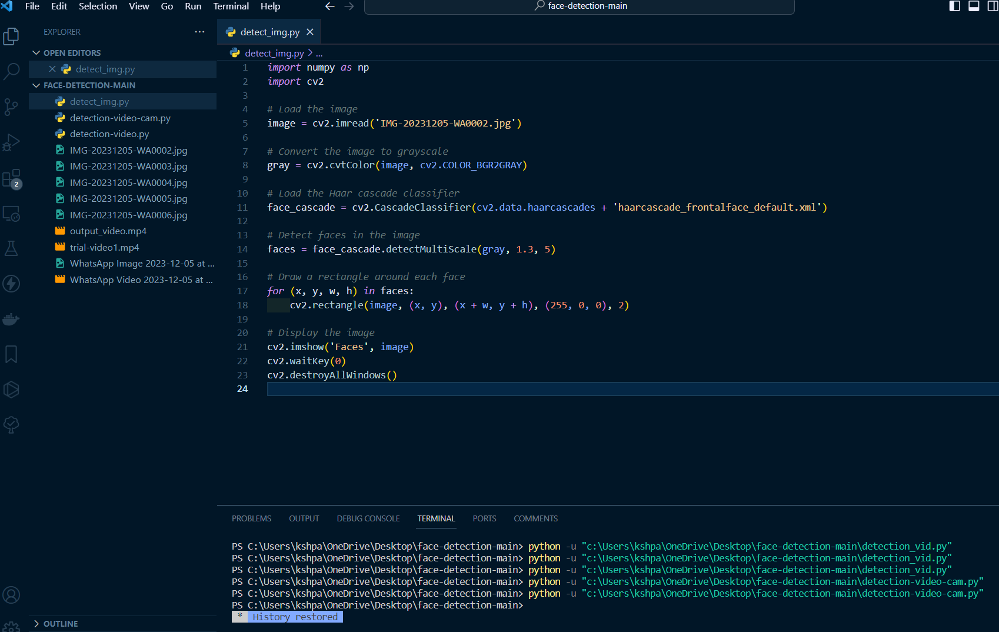 File Edit Selection View Go Run Terminal Help
face-detection-main
EXPLORER
OPEN EDITORS
detect_img.py
FACE-DETECTION-MAIN
detect_img.py
detection-video-cam.py
detection-video.py
IMG-20231205-WA0002.jpg
IMG-20231205-WA0003.jpg
IMG-20231205-WA0004.jpg
IMG-20231205-WA0005.jpg
IMG-20231205-WA0006.jpg
output_video.mp4
trial-video1.mp4
WhatsApp Image 2023-12-05 at ...
WhatsApp Video 2023-12-05 at ...
2
OUTLINE
detect_img.py
detect_img.py > ...
1 import numpy as np
2 import cv2
3
4 # Load the image
5 image = cv2.imread('IMG-20231205-WA0002.jpg')
6
7 # Convert the image to grayscale
8 gray = cv2.cvtColor(image, cv2.COLOR_BGR2GRAY)
9
10 # Load the Haar cascade classifier
11 face_cascade = cv2.CascadeClassifier(cv2.data.haarcascades + 'haarcascade_frontalface_default.xml')
12
13 # Detect faces in the image
14 faces = face_cascade.detectMultiScale(gray, 1.3, 5)
15
16 # Draw a rectangle around each face
17 for (x, y, w, h) in faces:
18     cv2.rectangle(image, (x, y), (x + w, y + h), (255, 0, 0), 2)
19
20 # Display the image
21 cv2.imshow('Faces', image)
22 cv2.waitKey(0)
23 cv2.destroyAllWindows()
24
PROBLEMS OUTPUT DEBUG CONSOLE TERMINAL PORTS COMMENTS
PS C:\Users\kshpa\OneDrive\Desktop\face-detection-main> python -u "c:\Users\kshpa\OneDrive\Desktop\face-detection-main\detection_vid.py"
PS C:\Users\kshpa\OneDrive\Desktop\face-detection-main> python -u "c:\Users\kshpa\OneDrive\Desktop\face-detection-main\detection_vid.py"
PS C:\Users\kshpa\OneDrive\Desktop\face-detection-main> python -u "c:\Users\kshpa\OneDrive\Desktop\face-detection-main\detection_vid.py"
PS C:\Users\kshpa\OneDrive\Desktop\face-detection-main> python -u "c:\Users\kshpa\OneDrive\Desktop\face-detection-main\detection-video-cam.py"
PS C:\Users\kshpa\OneDrive\Desktop\face-detection-main> python -u "c:\Users\kshpa\OneDrive\Desktop\face-detection-main\detection-video-cam.py"
PS C:\Users\kshpa\OneDrive\Desktop\face-detection-main>
* History restored